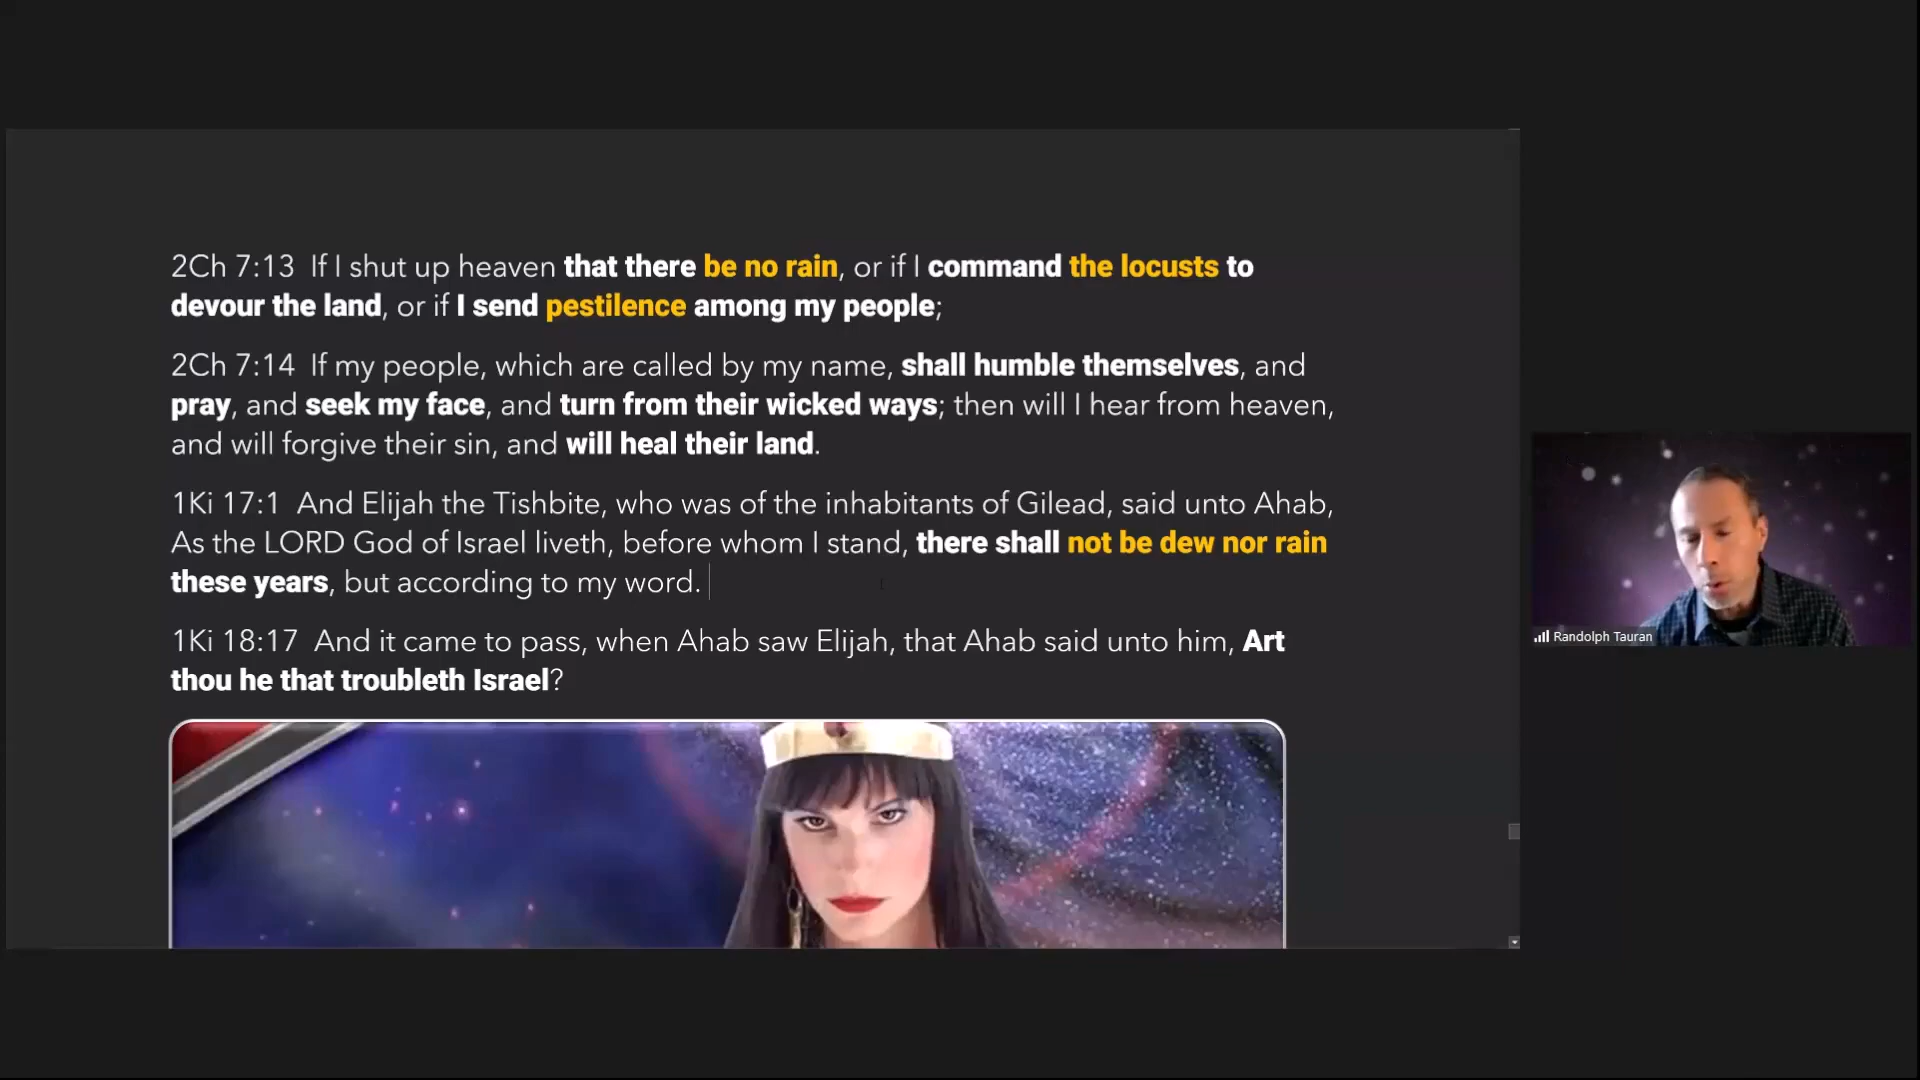 2Ch 7:13  If I shut up heaven that there be no rain, or if I command the locusts to
devour the land, or if I send pestilence among my people;
2Ch 7:14  If my people, which are called by my name, shall humble themselves, and
pray, and seek my face, and turn from their wicked ways; then will I hear from heaven,
and will forgive their sin, and will heal their land.
1Ki 17:1  And Elijah the Tishbite, who was of the inhabitants of Gilead, said unto Ahab,
As the LORD God of Israel liveth, before whom I stand, there shall not be dew nor rain
these years, but according to my word.
1Ki 18:17  And it came to pass, when Ahab saw Elijah, that Ahab said unto him, Art
thou he that troubleth Israel?
Randolph Tauran